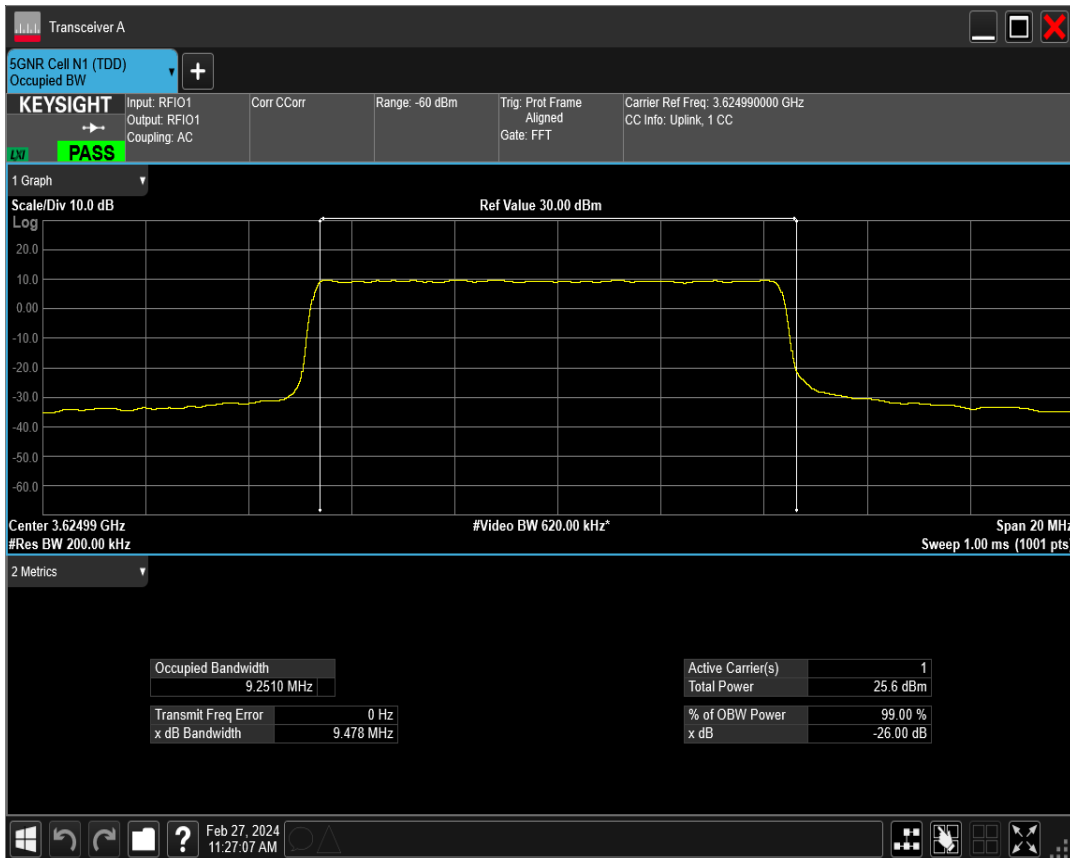 Transceiver A
5GNR Cell N1 (TDD)
Occupied BW
KEYSIGHT
LXI
PASS
Input: RFIO1
Output: RFIO1
Coupling: AC
Corr CCorr
Range: -60 dBm
Trig: Prot Frame
Aligned
Gate: FFT
Carrier Ref Freq: 3.624990000 GHz
CC Info: Uplink, 1 CC
1 Graph
Scale/Div 10.0 dB
Ref Value 30.00 dBm
Log
20.0
10.0
0.00
-10.0
-20.0
-30.0
-40.0
-50.0
-60.0
Center 3.62499 GHz
#Video BW 620.00 kHz*
Span 20 MHz
#Res BW 200.00 kHz
Sweep 1.00 ms (1001 pts)
2 Metrics
Occupied Bandwidth
9.2510 MHz
Transmit Freq Error 0 Hz
x dB Bandwidth 9.478 MHz
Active Carrier(s) 1
Total Power 25.6 dBm
% of OBW Power 99.00 %
x dB -26.00 dB
?
Feb 27, 2024
11:27:07 AM